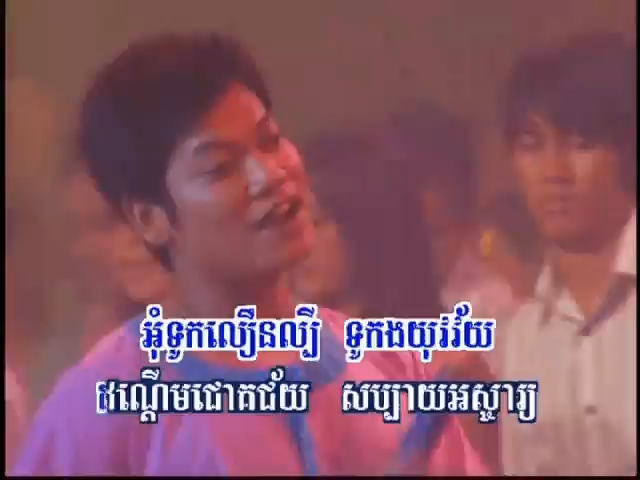 អុំទូកលឿនល្បី ទូកងយុវវ័យ
ដណ្ដើមជោគជ័យ សប្បាយអស្ចារ្យ